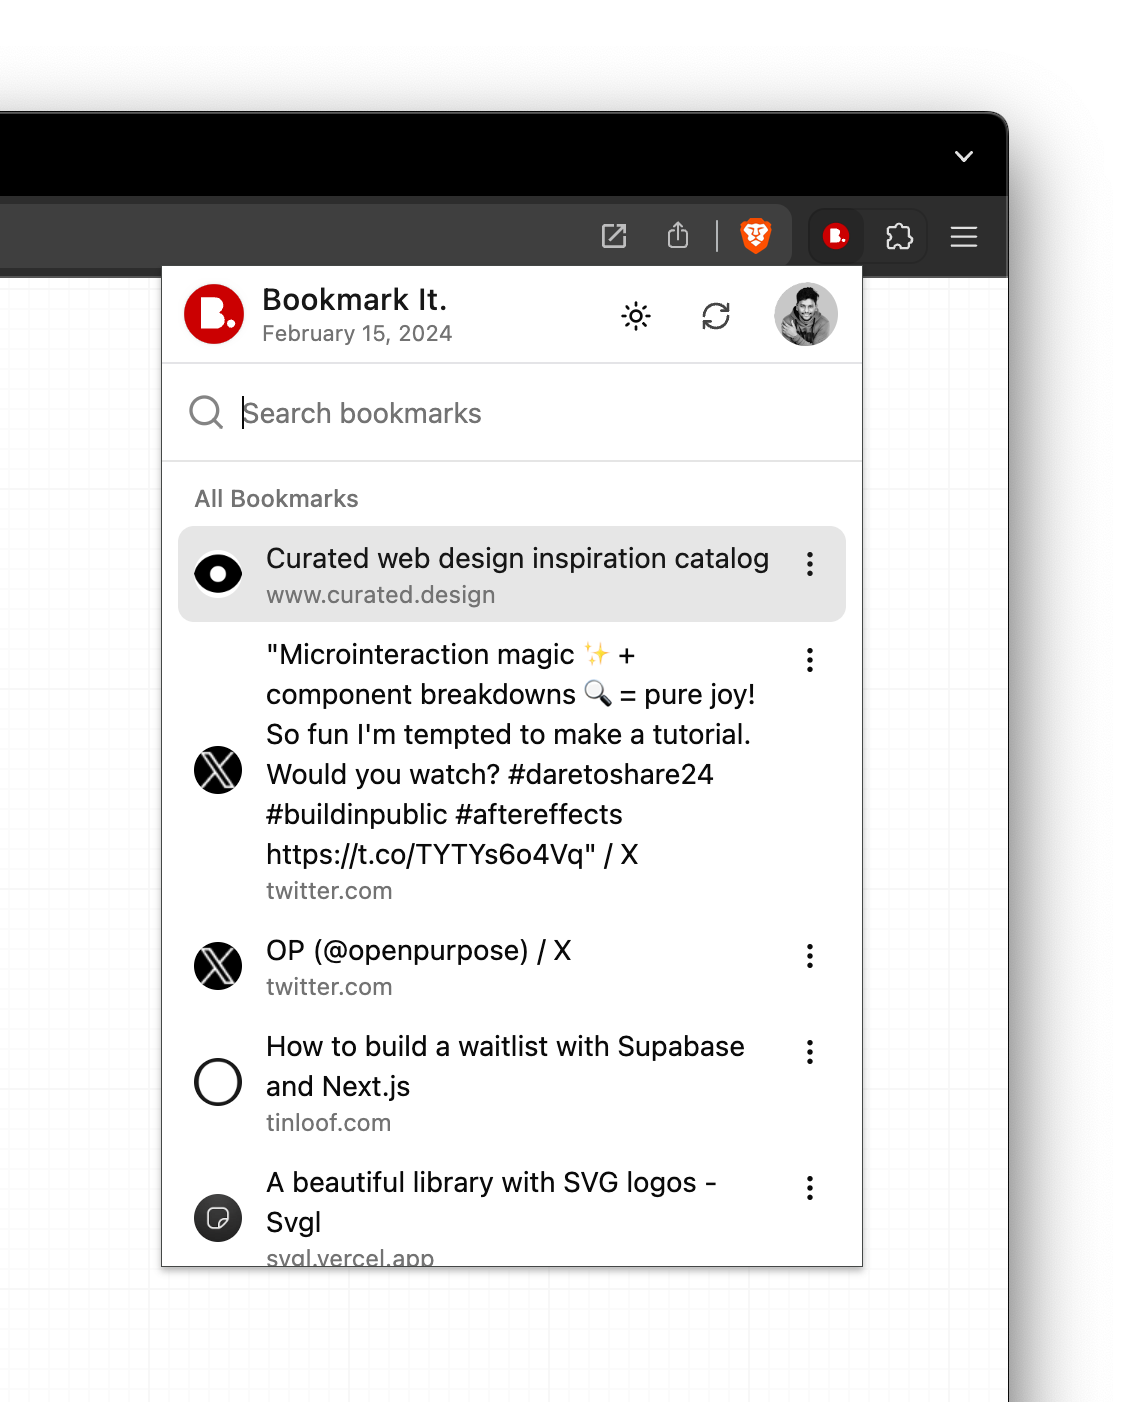 B.
B.
Bookmark It.
February 15, 2024
Search bookmarks
All Bookmarks
Curated web design inspiration catalog
www.curated.design
"Microinteraction magic ✨ +
component breakdowns 🔍 = pure joy!
So fun I'm tempted to make a tutorial.
Would you watch? #daretoshare24
#buildinpublic #aftereffects
https://t.co/TYTYs6o4Vq" / X
twitter.com
OP (@openpurpose) / X
twitter.com
How to build a waitlist with Supabase
and Next.js
tinloof.com
A beautiful library with SVG logos -
Svgl
svgl.vercel.app